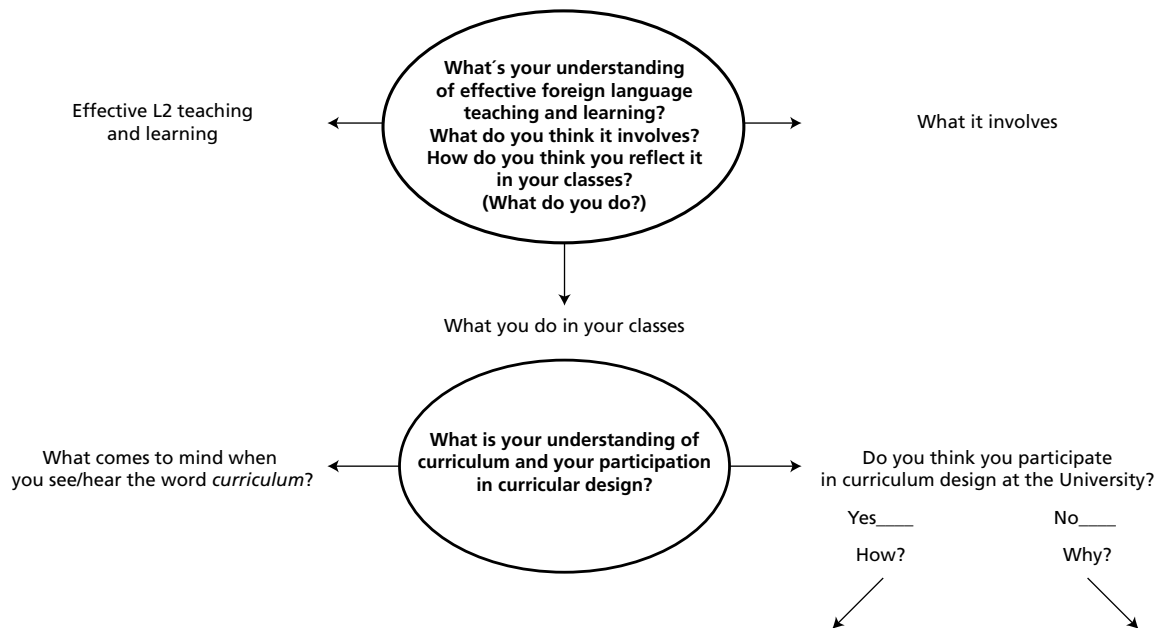 What´s your understanding
of effective foreign language
teaching and learning?
What do you think it involves?
How do you think you reflect it
in your classes?
(What do you do?)
Effective L2 teaching
and learning
What it involves
What you do in your classes
What is your understanding of
curriculum and your participation
in curricular design?
What comes to mind when
you see/hear the word curriculum?
Do you think you participate
in curriculum design at the University?
Yes____ No____
How? Why?